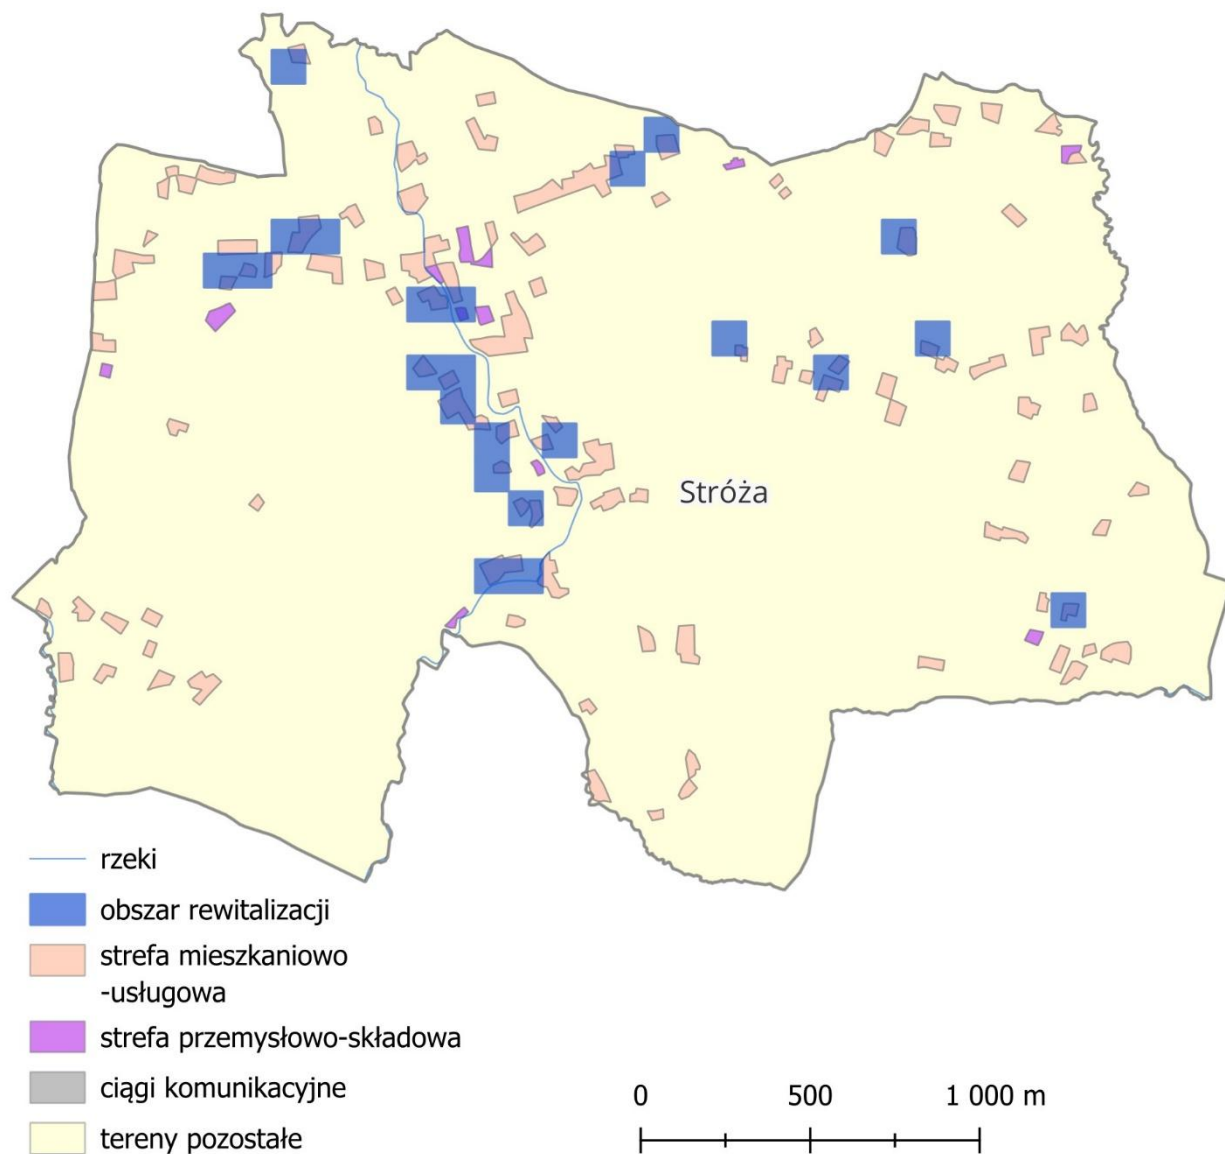 Stróża
rzeki
obszar rewitalizacji
strefa mieszkaniowo
-usługowa
strefa przemysłowo-składowa
ciągi komunikacyjne
tereny pozostałe
0 500 1 000 m